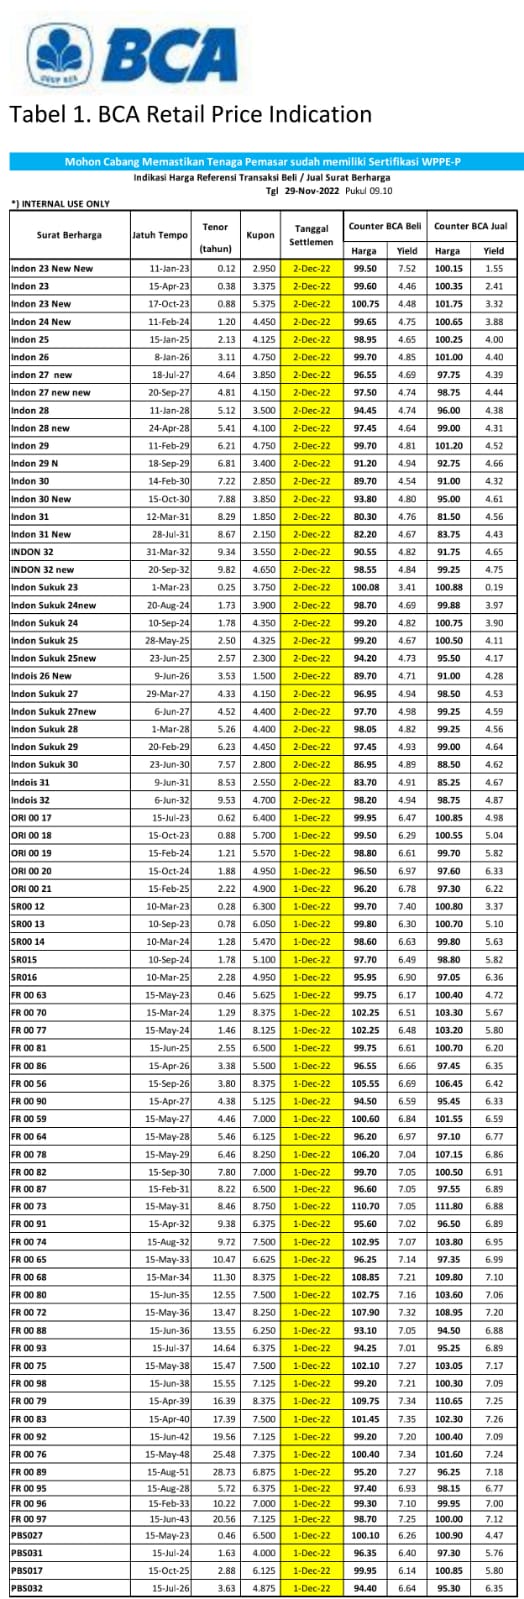 BCA
Tabel 1. BCA Retail Price Indication
Mohon Cabang Memastikan Tenaga Pemasar sudah memiliki Sertifikasi WPPE-P
Indikasi Harga Referensi Transaksi Beli / Jual Surat Berharga
Tgl 29-Nov-2022 Pukul 09.10
*) INTERNAL USE ONLY
Surat Berharga Jatuh Tempo Tenor (tahun) Kupon Tanggal Settlemen Counter BCA Beli Counter BCA Jual
Harga Yield Harga Yield
Indon 23 New New 11-Jan-23 0.12 2.950 2-Dec-22 99.50 7.52 100.15 1.55
Indon 23 15-Apr-23 0.38 3.375 2-Dec-22 99.60 4.46 100.35 2.41
Indon 23 New 17-Oct-23 0.88 5.375 2-Dec-22 100.75 4.48 101.75 3.32
Indon 24 New 11-Feb-24 1.20 4.450 2-Dec-22 99.65 4.75 100.65 3.88
Indon 25 15-Jan-25 2.13 4.125 2-Dec-22 98.95 4.65 100.25 4.00
Indon 26 8-Jan-26 3.11 4.750 2-Dec-22 99.70 4.85 101.00 4.40
indon 27 new 18-Jul-27 4.64 3.850 2-Dec-22 96.55 4.69 97.75 4.39
Indon 27 new new 20-Sep-27 4.81 4.150 2-Dec-22 97.50 4.74 98.75 4.44
Indon 28 11-Jan-28 5.12 3.500 2-Dec-22 94.45 4.74 96.00 4.38
Indon 28 new 24-Apr-28 5.41 4.100 2-Dec-22 97.45 4.64 99.00 4.31
Indon 29 11-Feb-29 6.21 4.750 2-Dec-22 99.70 4.81 101.20 4.52
Indon 29 N 18-Sep-29 6.81 3.400 2-Dec-22 91.20 4.94 92.75 4.66
Indon 30 14-Feb-30 7.22 2.850 2-Dec-22 89.70 4.54 91.00 4.32
Indon 30 New 15-Oct-30 7.88 3.850 2-Dec-22 93.80 4.80 95.00 4.61
Indon 31 12-Mar-31 8.29 1.850 2-Dec-22 80.30 4.76 81.50 4.56
Indon 31 New 28-Jul-31 8.67 2.150 2-Dec-22 82.20 4.67 83.75 4.43
INDON 32 31-Mar-32 9.34 3.550 2-Dec-22 90.55 4.82 91.75 4.65
INDON 32 new 20-Sep-32 9.82 4.650 2-Dec-22 98.55 4.84 99.25 4.75
Indon Sukuk 23 1-Mar-23 0.25 3.750 2-Dec-22 100.08 3.41 100.88 0.19
Indon Sukuk 24new 20-Aug-24 1.73 3.900 2-Dec-22 98.70 4.69 99.88 3.97
Indon Sukuk 24 10-Sep-24 1.78 4.350 2-Dec-22 99.20 4.82 100.75 3.90
Indon Sukuk 25 28-May-25 2.50 4.325 2-Dec-22 99.20 4.67 100.50 4.11
Indon Sukuk 25new 23-Jun-25 2.57 2.300 2-Dec-22 94.20 4.73 95.50 4.17
Indois 26 New 9-Jun-26 3.53 1.500 2-Dec-22 89.70 4.71 91.00 4.28
Indon Sukuk 27 29-Mar-27 4.33 4.150 2-Dec-22 96.95 4.94 98.50 4.53
Indon Sukuk 27new 6-Jun-27 4.52 4.400 2-Dec-22 97.70 4.98 99.25 4.59
Indon Sukuk 28 1-Mar-28 5.26 4.400 2-Dec-22 98.05 4.82 99.25 4.56
Indon Sukuk 29 20-Feb-29 6.23 4.450 2-Dec-22 97.45 4.93 99.00 4.64
Indon Sukuk 30 23-Jun-30 7.57 2.800 2-Dec-22 86.95 4.89 88.50 4.62
Indois 31 9-Jun-31 8.53 2.550 2-Dec-22 83.70 4.91 85.25 4.67
Indois 32 6-Jun-32 9.53 4.700 2-Dec-22 98.20 4.94 98.75 4.87
ORI 00 17 15-Jul-23 0.62 6.400 1-Dec-22 99.95 6.47 100.85 4.98
ORI 00 18 15-Oct-23 0.88 5.700 1-Dec-22 99.50 6.29 100.55 5.04
ORI 00 19 15-Feb-24 1.21 5.570 1-Dec-22 98.80 6.61 99.70 5.82
ORI 00 20 15-Oct-24 1.88 4.950 1-Dec-22 96.50 6.97 97.60 6.33
ORI 00 21 15-Feb-25 2.22 4.900 1-Dec-22 96.20 6.78 97.30 6.22
SR00 12 10-Mar-23 0.28 6.300 1-Dec-22 99.70 7.40 100.80 3.37
SR00 13 10-Sep-23 0.78 6.050 1-Dec-22 99.80 6.30 100.70 5.10
SR00 14 10-Mar-24 1.28 5.470 1-Dec-22 98.60 6.63 99.80 5.63
SR015 10-Sep-24 1.78 5.100 1-Dec-22 97.70 6.49 98.80 5.82
SR016 10-Mar-25 2.28 4.950 1-Dec-22 95.95 6.90 97.05 6.36
FR 00 63 15-May-23 0.46 5.625 1-Dec-22 99.75 6.17 100.40 4.72
FR 00 70 15-Mar-24 1.29 8.375 1-Dec-22 102.25 6.51 103.30 5.67
FR 00 77 15-May-24 1.46 8.125 1-Dec-22 102.25 6.48 103.20 5.80
FR 00 81 15-Jun-25 2.55 6.500 1-Dec-22 99.75 6.61 100.70 6.20
FR 00 86 15-Apr-26 3.38 5.500 1-Dec-22 96.55 6.66 97.45 6.35
FR 00 56 15-Sep-26 3.80 8.375 1-Dec-22 105.55 6.69 106.45 6.42
FR 00 90 15-Apr-27 4.38 5.125 1-Dec-22 94.50 6.59 95.45 6.33
FR 00 59 15-May-27 4.46 7.000 1-Dec-22 100.60 6.84 101.55 6.59
FR 00 64 15-May-28 5.46 6.125 1-Dec-22 96.20 6.97 97.10 6.77
FR 00 78 15-May-29 6.46 8.250 1-Dec-22 106.20 7.04 107.15 6.86
FR 00 82 15-Sep-30 7.80 7.000 1-Dec-22 99.70 7.05 100.50 6.91
FR 00 87 15-Feb-31 8.22 6.500 1-Dec-22 96.60 7.05 97.55 6.89
FR 00 73 15-May-31 8.46 8.750 1-Dec-22 110.70 7.05 111.80 6.88
FR 00 91 15-Apr-32 9.38 6.375 1-Dec-22 95.60 7.02 96.50 6.89
FR 00 74 15-Aug-32 9.72 7.500 1-Dec-22 102.95 7.07 103.80 6.95
FR 00 65 15-May-33 10.47 6.625 1-Dec-22 96.25 7.14 97.35 6.99
FR 00 68 15-Mar-34 11.30 8.375 1-Dec-22 108.85 7.21 109.80 7.10
FR 00 80 15-Jun-35 12.55 7.500 1-Dec-22 102.75 7.16 103.60 7.06
FR 00 72 15-May-36 13.47 8.250 1-Dec-22 107.90 7.32 108.95 7.20
FR 00 88 15-Jun-36 13.55 6.250 1-Dec-22 93.10 7.05 94.50 6.88
FR 00 93 15-Jul-37 14.64 6.375 1-Dec-22 94.25 7.01 95.25 6.89
FR 00 75 15-May-38 15.47 7.500 1-Dec-22 102.10 7.27 103.05 7.17
FR 00 98 15-Jun-38 15.55 7.125 1-Dec-22 99.20 7.21 100.30 7.09
FR 00 79 15-Apr-39 16.39 8.375 1-Dec-22 109.75 7.34 110.65 7.25
FR 00 83 15-Apr-40 17.39 7.500 1-Dec-22 101.45 7.35 102.30 7.26
FR 00 92 15-Jun-42 19.56 7.125 1-Dec-22 99.20 7.20 100.40 7.09
FR 00 76 15-May-48 25.48 7.375 1-Dec-22 100.40 7.34 101.60 7.24
FR 00 89 15-Aug-51 28.73 6.875 1-Dec-22 95.20 7.27 96.25 7.18
FR 00 95 15-Aug-28 5.72 6.375 1-Dec-22 97.40 6.93 98.15 6.77
FR 00 96 15-Feb-33 10.22 7.000 1-Dec-22 99.30 7.10 99.95 7.00
FR 00 97 15-Jun-43 20.56 7.125 1-Dec-22 98.70 7.25 100.00 7.12
PBS027 15-May-23 0.46 6.500 1-Dec-22 100.10 6.26 100.90 4.47
PBS031 15-Jul-24 1.63 4.000 1-Dec-22 96.35 6.40 97.30 5.76
PBS017 15-Oct-25 2.88 6.125 1-Dec-22 99.95 6.14 100.85 5.80
PBS032 15-Jul-26 3.63 4.875 1-Dec-22 94.40 6.64 95.30 6.35